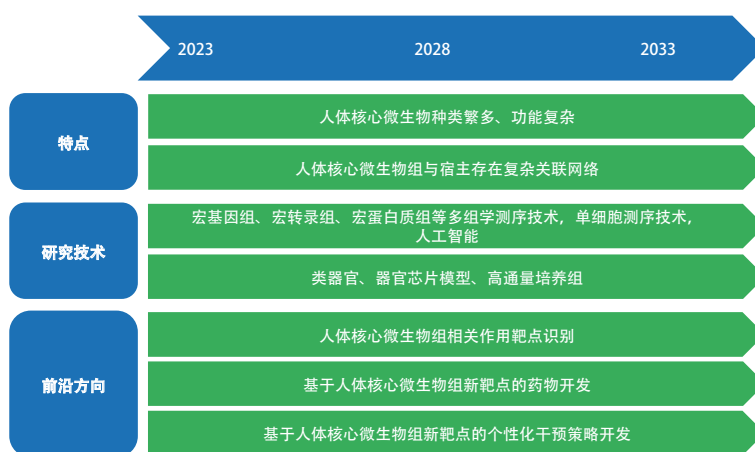 2023 2028 2033
特点
人体核心微生物种类繁多、功能复杂
人体核心微生物组与宿主存在复杂关联网络
研究技术
宏基因组、宏转录组、宏蛋白质组等多组学测序技术，单细胞测序技术，
人工智能
类器官、器官芯片模型、高通量培养组
前沿方向
人体核心微生物组相关作用靶点识别
基于人体核心微生物组新靶点的药物开发
基于人体核心微生物组新靶点的个性化干预策略开发